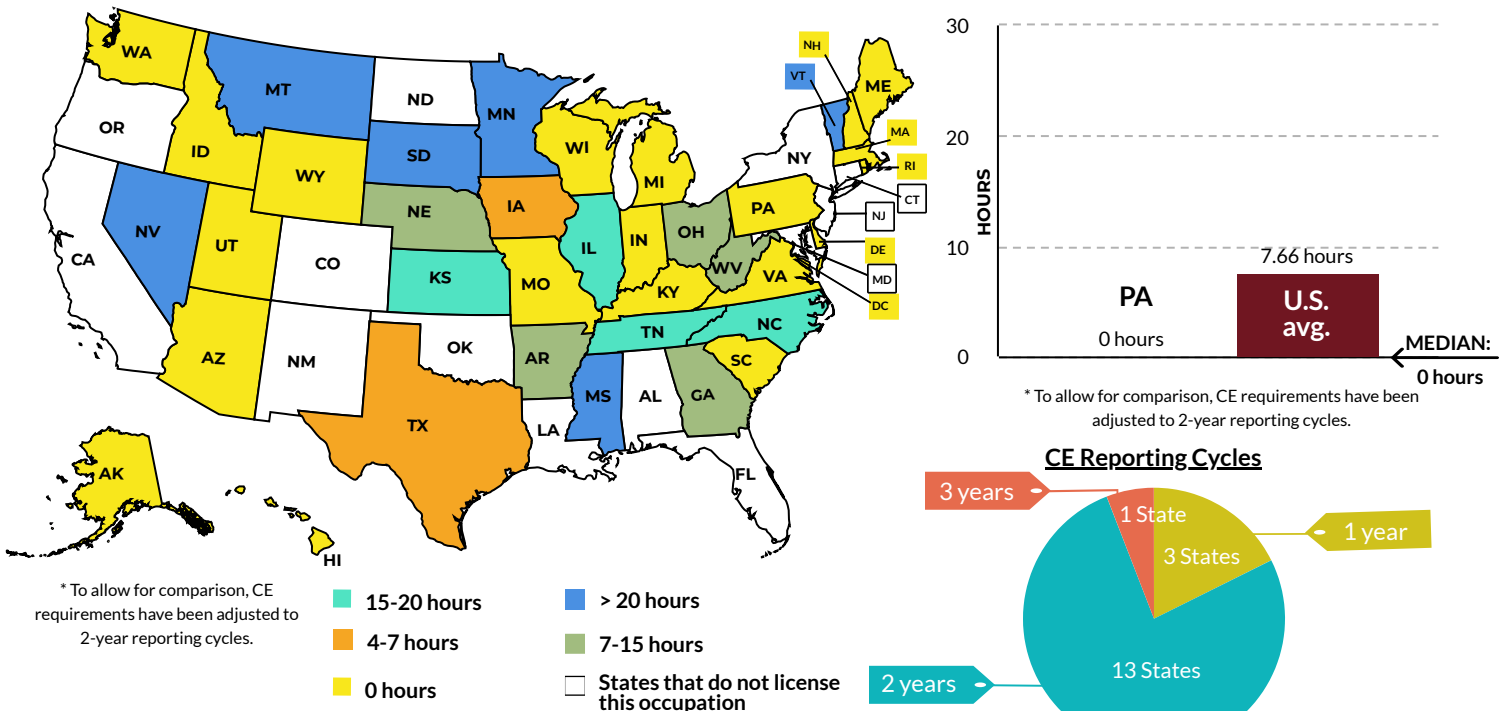 WA
MT
ND
MN
OR
ID
WY
SD
WI
MI
NY
ME
NH
VT
MA
RI
CT
NJ
DE
MD
DC
NV
UT
CO
NE
IA
IL
IN
OH
PA
WV
VA
CA
KS
MO
KY
AZ
NM
OK
AR
TN
NC
SC
TX
LA
MS
AL
GA
FL
AK
HI
* To allow for comparison, CE
requirements have been adjusted to
2-year reporting cycles.
15-20 hours
4-7 hours
0 hours
> 20 hours
7-15 hours
States that do not license
this occupation
30
20
10
0
HOURS
PA
0 hours
7.66 hours
U.S.
avg.
MEDIAN:
0 hours
* To allow for comparison, CE requirements have been
adjusted to 2-year reporting cycles.
CE Reporting Cycles
3 years
1 State
1 year
3 States
2 years
13 States